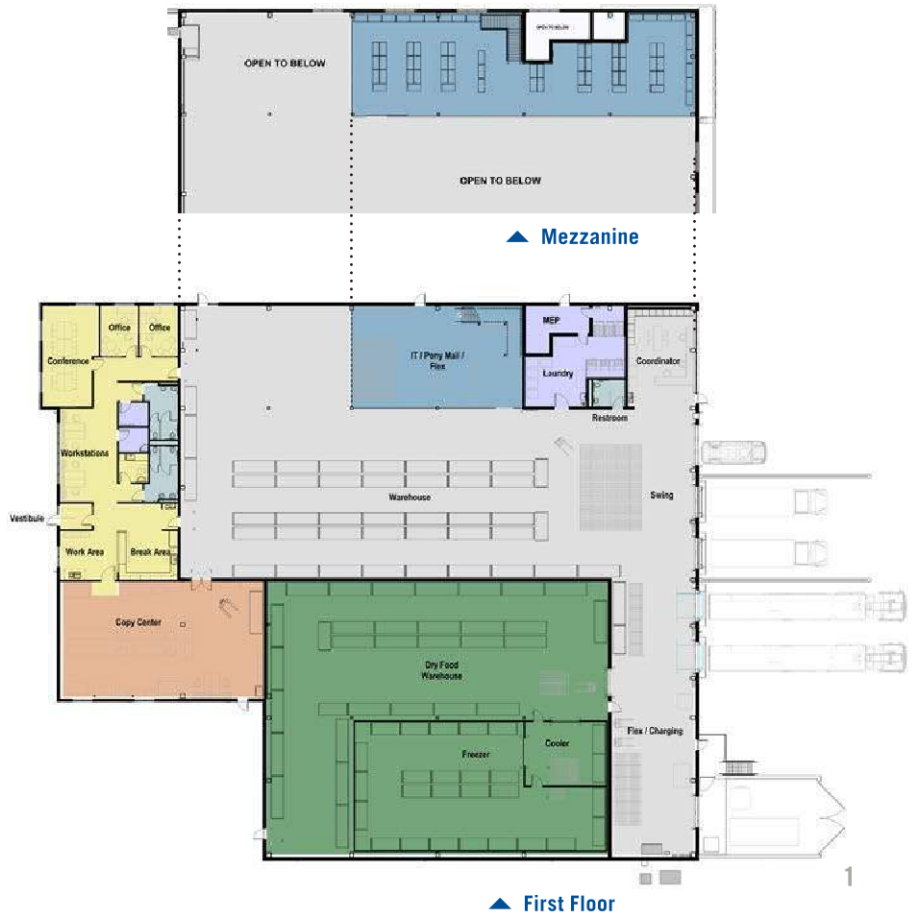 OPEN TO BELOW
OPEN TO BELOW
OPEN TO BELOW
▲ Mezzanine
Office
Office
Conference
MEP
IT / Pony Mail /
Flex
Laundry
Coordinator
Restroom
Workstations
Warehouse
Swing
Vestibule
Work Area
Break Area
Copy Center
Dry Food
Warehouse
Flex / Charging
Freezer
Cooler
1
▲ First Floor